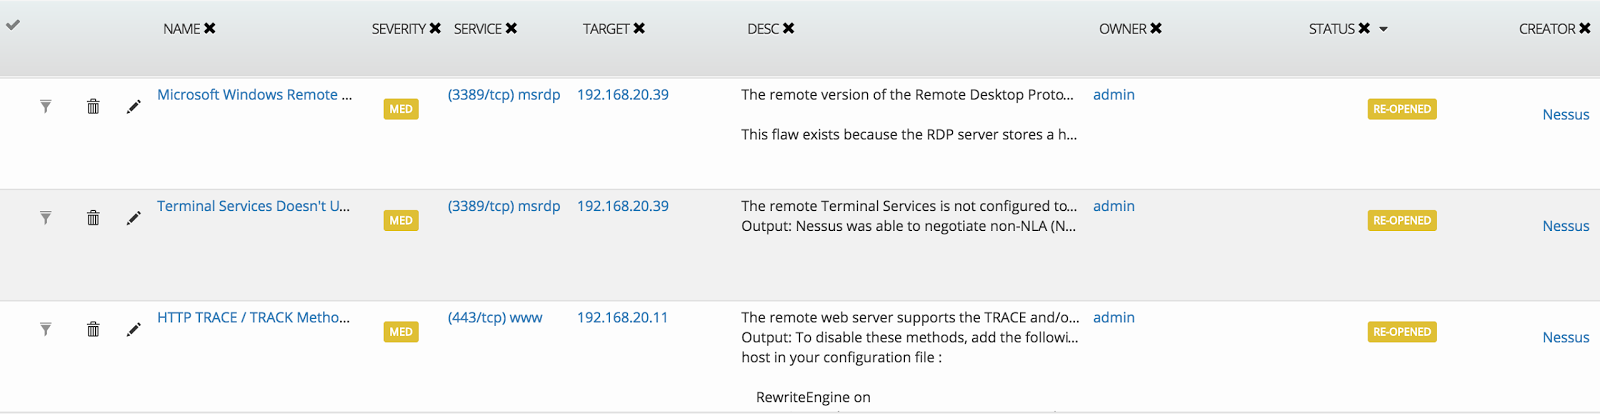 NAME SEVERITY SERVICE TARGET DESC OWNER STATUS CREATOR
Microsoft Windows Remote ... MED (3389/tcp) msrdp 192.168.20.39 The remote version of the Remote Desktop Proto... admin RE-OPENED Nessus
This flaw exists because the RDP server stores a h...
Terminal Services Doesn't U... MED (3389/tcp) msrdp 192.168.20.39 The remote Terminal Services is not configured to... admin RE-OPENED Nessus
Output: Nessus was able to negotiate non-NLA (N...
HTTP TRACE / TRACK Metho... MED (443/tcp) www 192.168.20.11 The remote web server supports the TRACE and/o... admin RE-OPENED Nessus
Output: To disable these methods, add the followi...
host in your configuration file :
RewriteEngine on